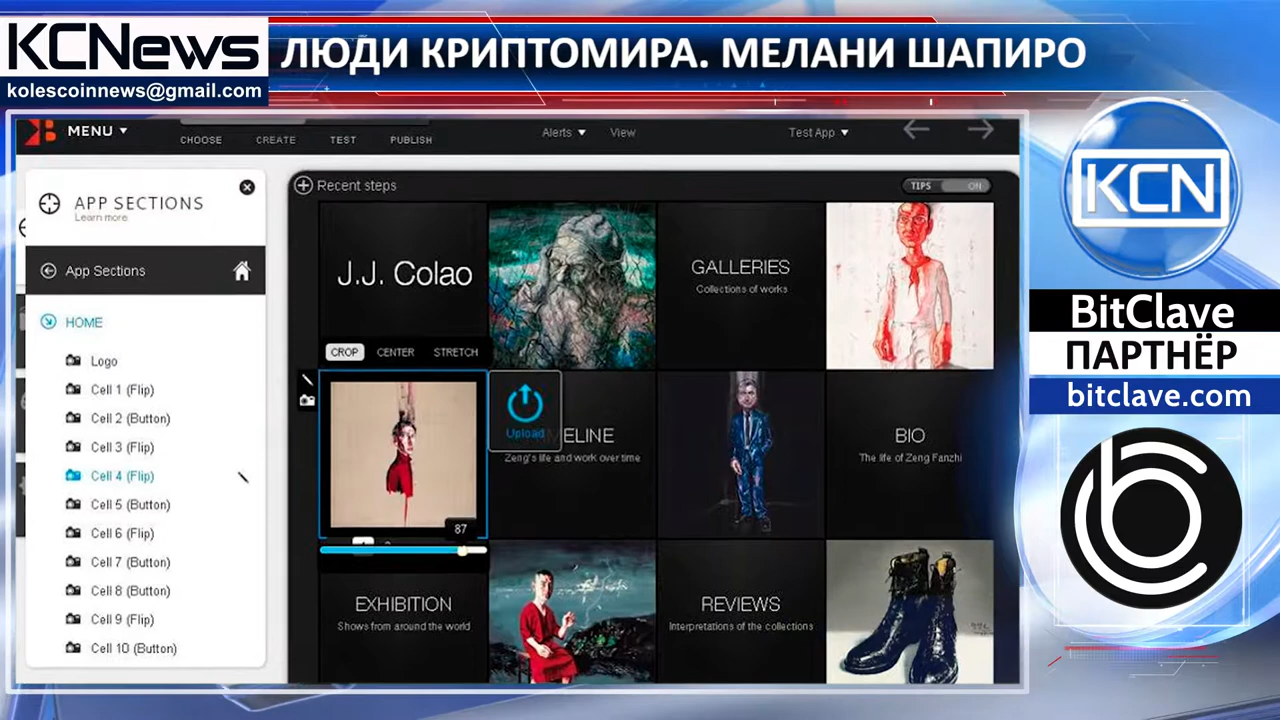 KCNews
kolescoinnews@gmail.com
ЛЮДИ КРИПТОМИРА. МЕЛАНИ ШАПИРО
MENU
CHOOSE
CREATE
TEST
PUBLISH
Alerts
View
Test App
APP SECTIONS
Learn more
App Sections
HOME
Logo
Cell 1 (Flip)
Cell 2 (Button)
Cell 3 (Flip)
Cell 4 (Flip)
Cell 5 (Button)
Cell 6 (Flip)
Cell 7 (Button)
Cell 8 (Button)
Cell 9 (Flip)
Cell 10 (Button)
Recent steps
TIPS ON
J.J. Colao
GALLERIES
Collections of works
CROP
CENTER
STRETCH
Upload
ELINE
Zeng's life and work over time
BIO
The life of Zeng Fanzhi
87
EXHIBITION
Shows from around the world
REVIEWS
Interpretations of the collections
KCN
BitClave
ПАРТНЁР
bitclave.com